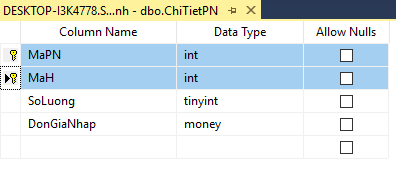 DESKTOP-I3K4778.S...nh - dbo.ChiTietPN
Column Name Data Type Allow Nulls
MaPN int
MaH int
SoLuong tinyint
DonGiaNhap money